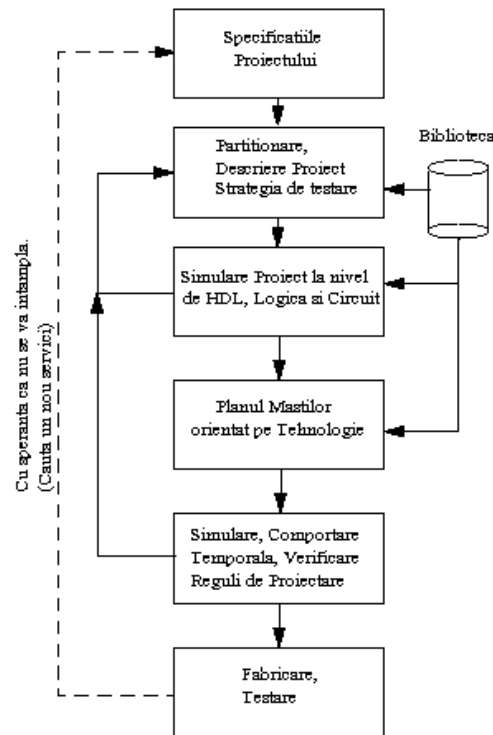 Specificatiile
Proiectului
Partitionare,
Descriere Proiect
Strategia de testare
Biblioteca
Simulare Proiect la nivel
de HDL, Logica si Circuit
Planul Mastilor
orientat pe Tehnologie
Simulare, Comportare
Temporala, Verificare
Reguli de Proiectare
Fabricare,
Testare
Cu speranta ca nu se va intampla.
(Cauta un nou servici)